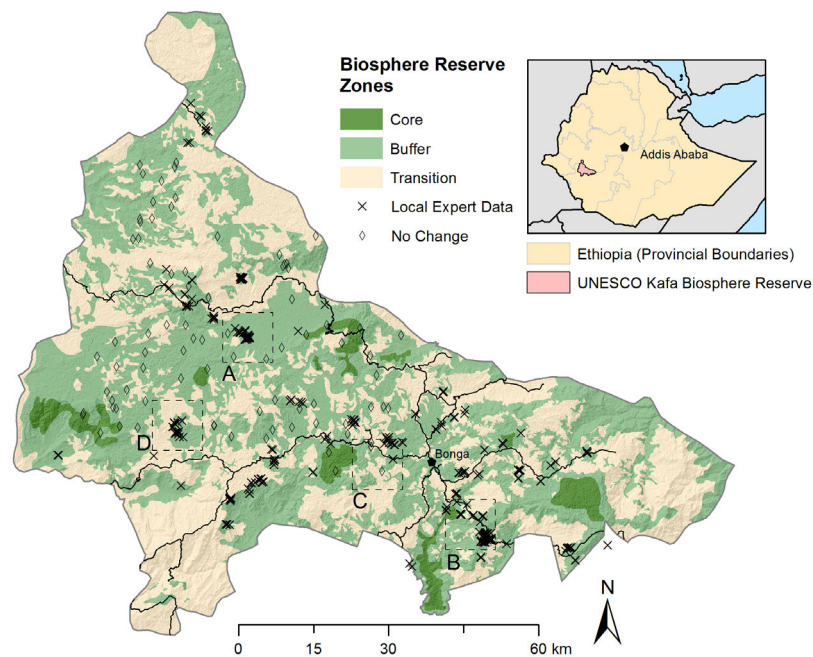 Biosphere Reserve
Zones
Core
Buffer
Transition
Local Expert Data
No Change
Addis Ababa
Ethiopia (Provincial Boundaries)
UNESCO Kafa Biosphere Reserve
A
D
Bonga
C
B
N
0 15 30 60 km